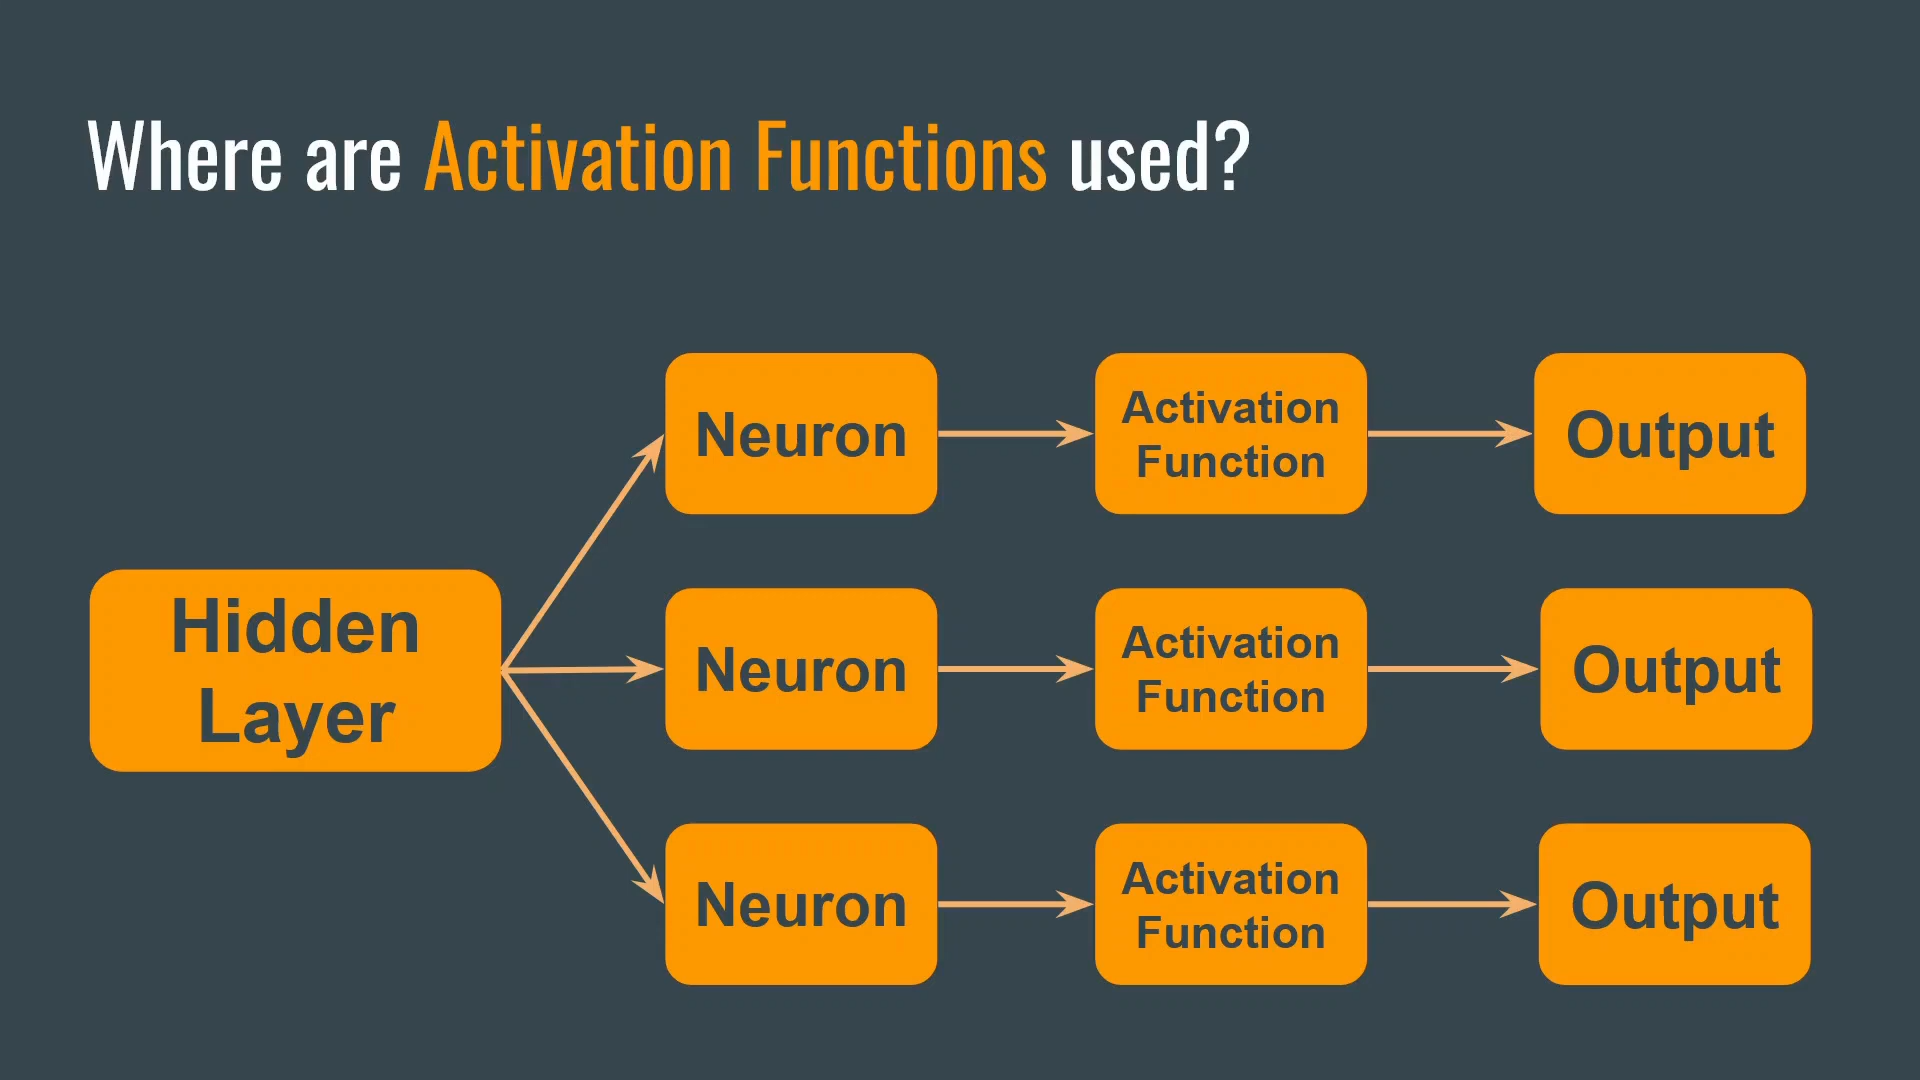 Where are Activation Functions used?
Neuron
Activation
Function
Output
Hidden
Layer
Neuron
Activation
Function
Output
Neuron
Activation
Function
Output